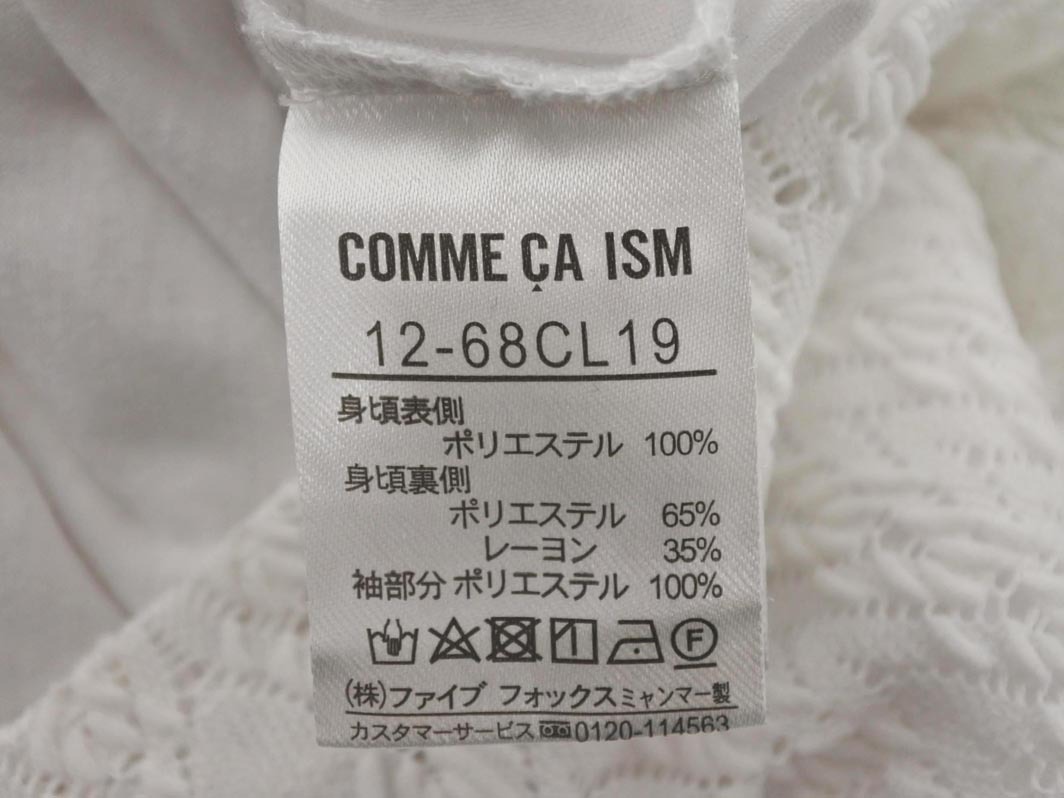 COMME ÇA ISM
12-68CL19
身頃表側
ポリエステル 100%
身頃裏側
ポリエステル 65%
レーヨン 35%
袖部分 ポリエステル 100%
F
(株)ファイブ フォックス ミャンマー製
カスタマーサービス 0120-114563